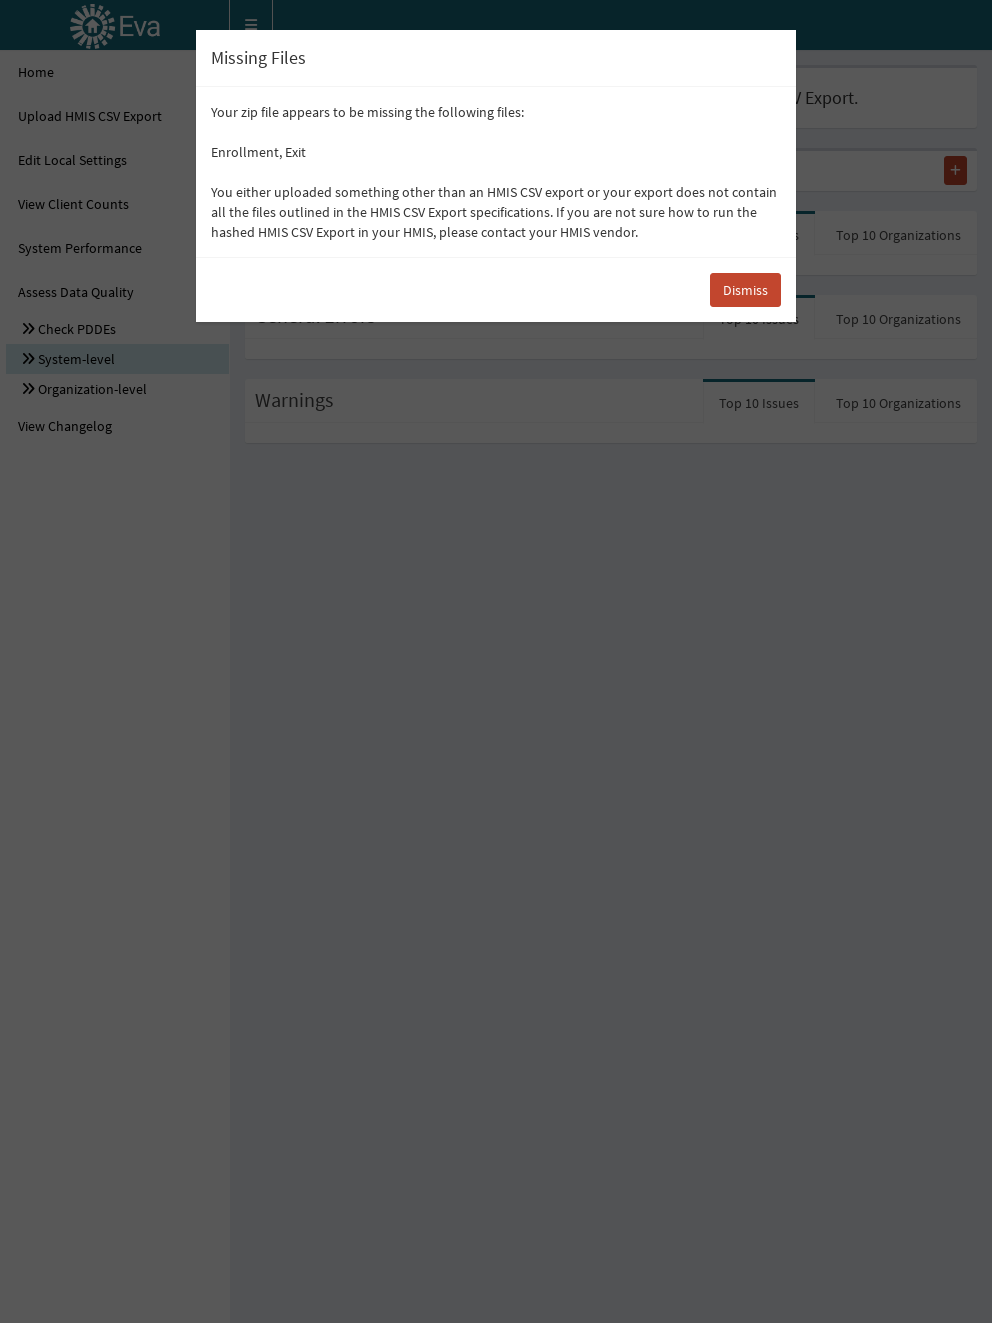 Eva
Missing Files
Home
V Export.
Your zip file appears to be missing the following files:
Upload HMIS CSV Export
Enrollment, Exit
Edit Local Settings
You either uploaded something other than an HMIS CSV export or your export does not contain
all the files outlined in the HMIS CSV Export specifications. If you are not sure how to run the
hashed HMIS CSV Export in your HMIS, please contact your HMIS vendor.
View Client Counts
Top 10 Organizations
System Performance
Assess Data Quality
Dismiss
Check PDDEs
Top 10 Issues
Top 10 Organizations
System-level
Organization-level
Warnings
Top 10 Issues
Top 10 Organizations
View Changelog